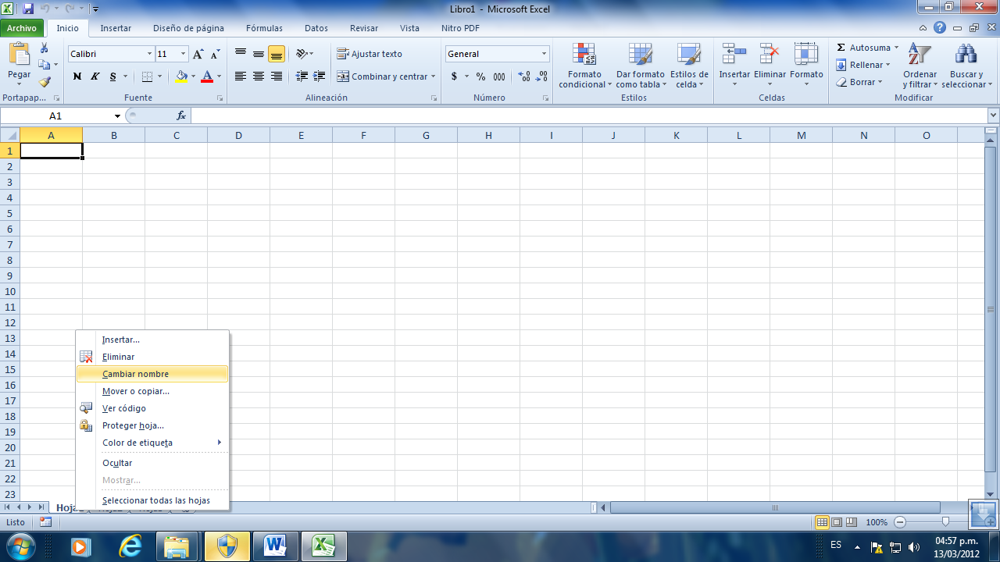 Libro1 - Microsoft Excel
Archivo Inicio Insertar Diseño de página Fórmulas Datos Revisar Vista Nitro PDF
Pegar
Portapap...
Calibri 11
N K S A
Fuente
Ajustar texto
Combinar y centrar
Alineación
General
$ % 000
Número
Formato condicional
Dar formato como tabla
Estilos de celda
Estilos
Insertar Eliminar Formato
Celdas
Σ Autosuma
Rellenar
Borrar
Ordenar y filtrar
Buscar y seleccionar
Modificar
A1 fx
A B C D E F G H I J K L M N O
1
2
3
4
5
6
7
8
9
10
11
12
13
14
15
16
17
18
19
20
21
22
23
Insertar...
Eliminar
Cambiar nombre
Mover o copiar...
Ver código
Proteger hoja...
Color de etiqueta
Ocultar
Mostrar...
Seleccionar todas las hojas
Listo 100%
ES 04:57 p.m.
13/03/2012